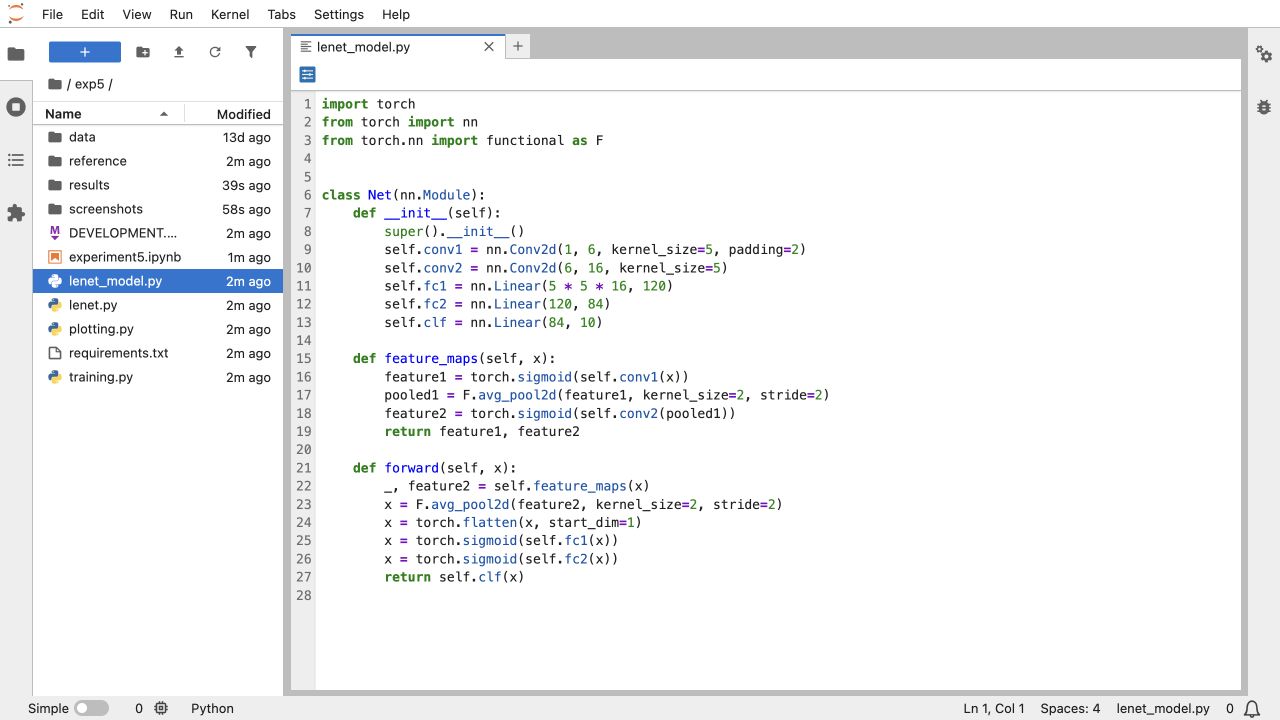 File Edit View Run Kernel Tabs Settings Help
/ exp5 /
Name Modified
data 13d ago
reference 2m ago
results 39s ago
screenshots 58s ago
DEVELOPMENT.... 2m ago
experiment5.ipynb 1m ago
lenet_model.py 2m ago
lenet.py 2m ago
plotting.py 2m ago
requirements.txt 2m ago
training.py 2m ago
lenet_model.py
1 import torch
2 from torch import nn
3 from torch.nn import functional as F
4
5
6 class Net(nn.Module):
7     def __init__(self):
8         super().__init__()
9         self.conv1 = nn.Conv2d(1, 6, kernel_size=5, padding=2)
10         self.conv2 = nn.Conv2d(6, 16, kernel_size=5)
11         self.fc1 = nn.Linear(5 * 5 * 16, 120)
12         self.fc2 = nn.Linear(120, 84)
13         self.clf = nn.Linear(84, 10)
14
15     def feature_maps(self, x):
16         feature1 = torch.sigmoid(self.conv1(x))
17         pooled1 = F.avg_pool2d(feature1, kernel_size=2, stride=2)
18         feature2 = torch.sigmoid(self.conv2(pooled1))
19         return feature1, feature2
20
21     def forward(self, x):
22         _, feature2 = self.feature_maps(x)
23         x = F.avg_pool2d(feature2, kernel_size=2, stride=2)
24         x = torch.flatten(x, start_dim=1)
25         x = torch.sigmoid(self.fc1(x))
26         x = torch.sigmoid(self.fc2(x))
27         return self.clf(x)
28
Simple 0 Python Ln 1, Col 1 Spaces: 4 lenet_model.py 0